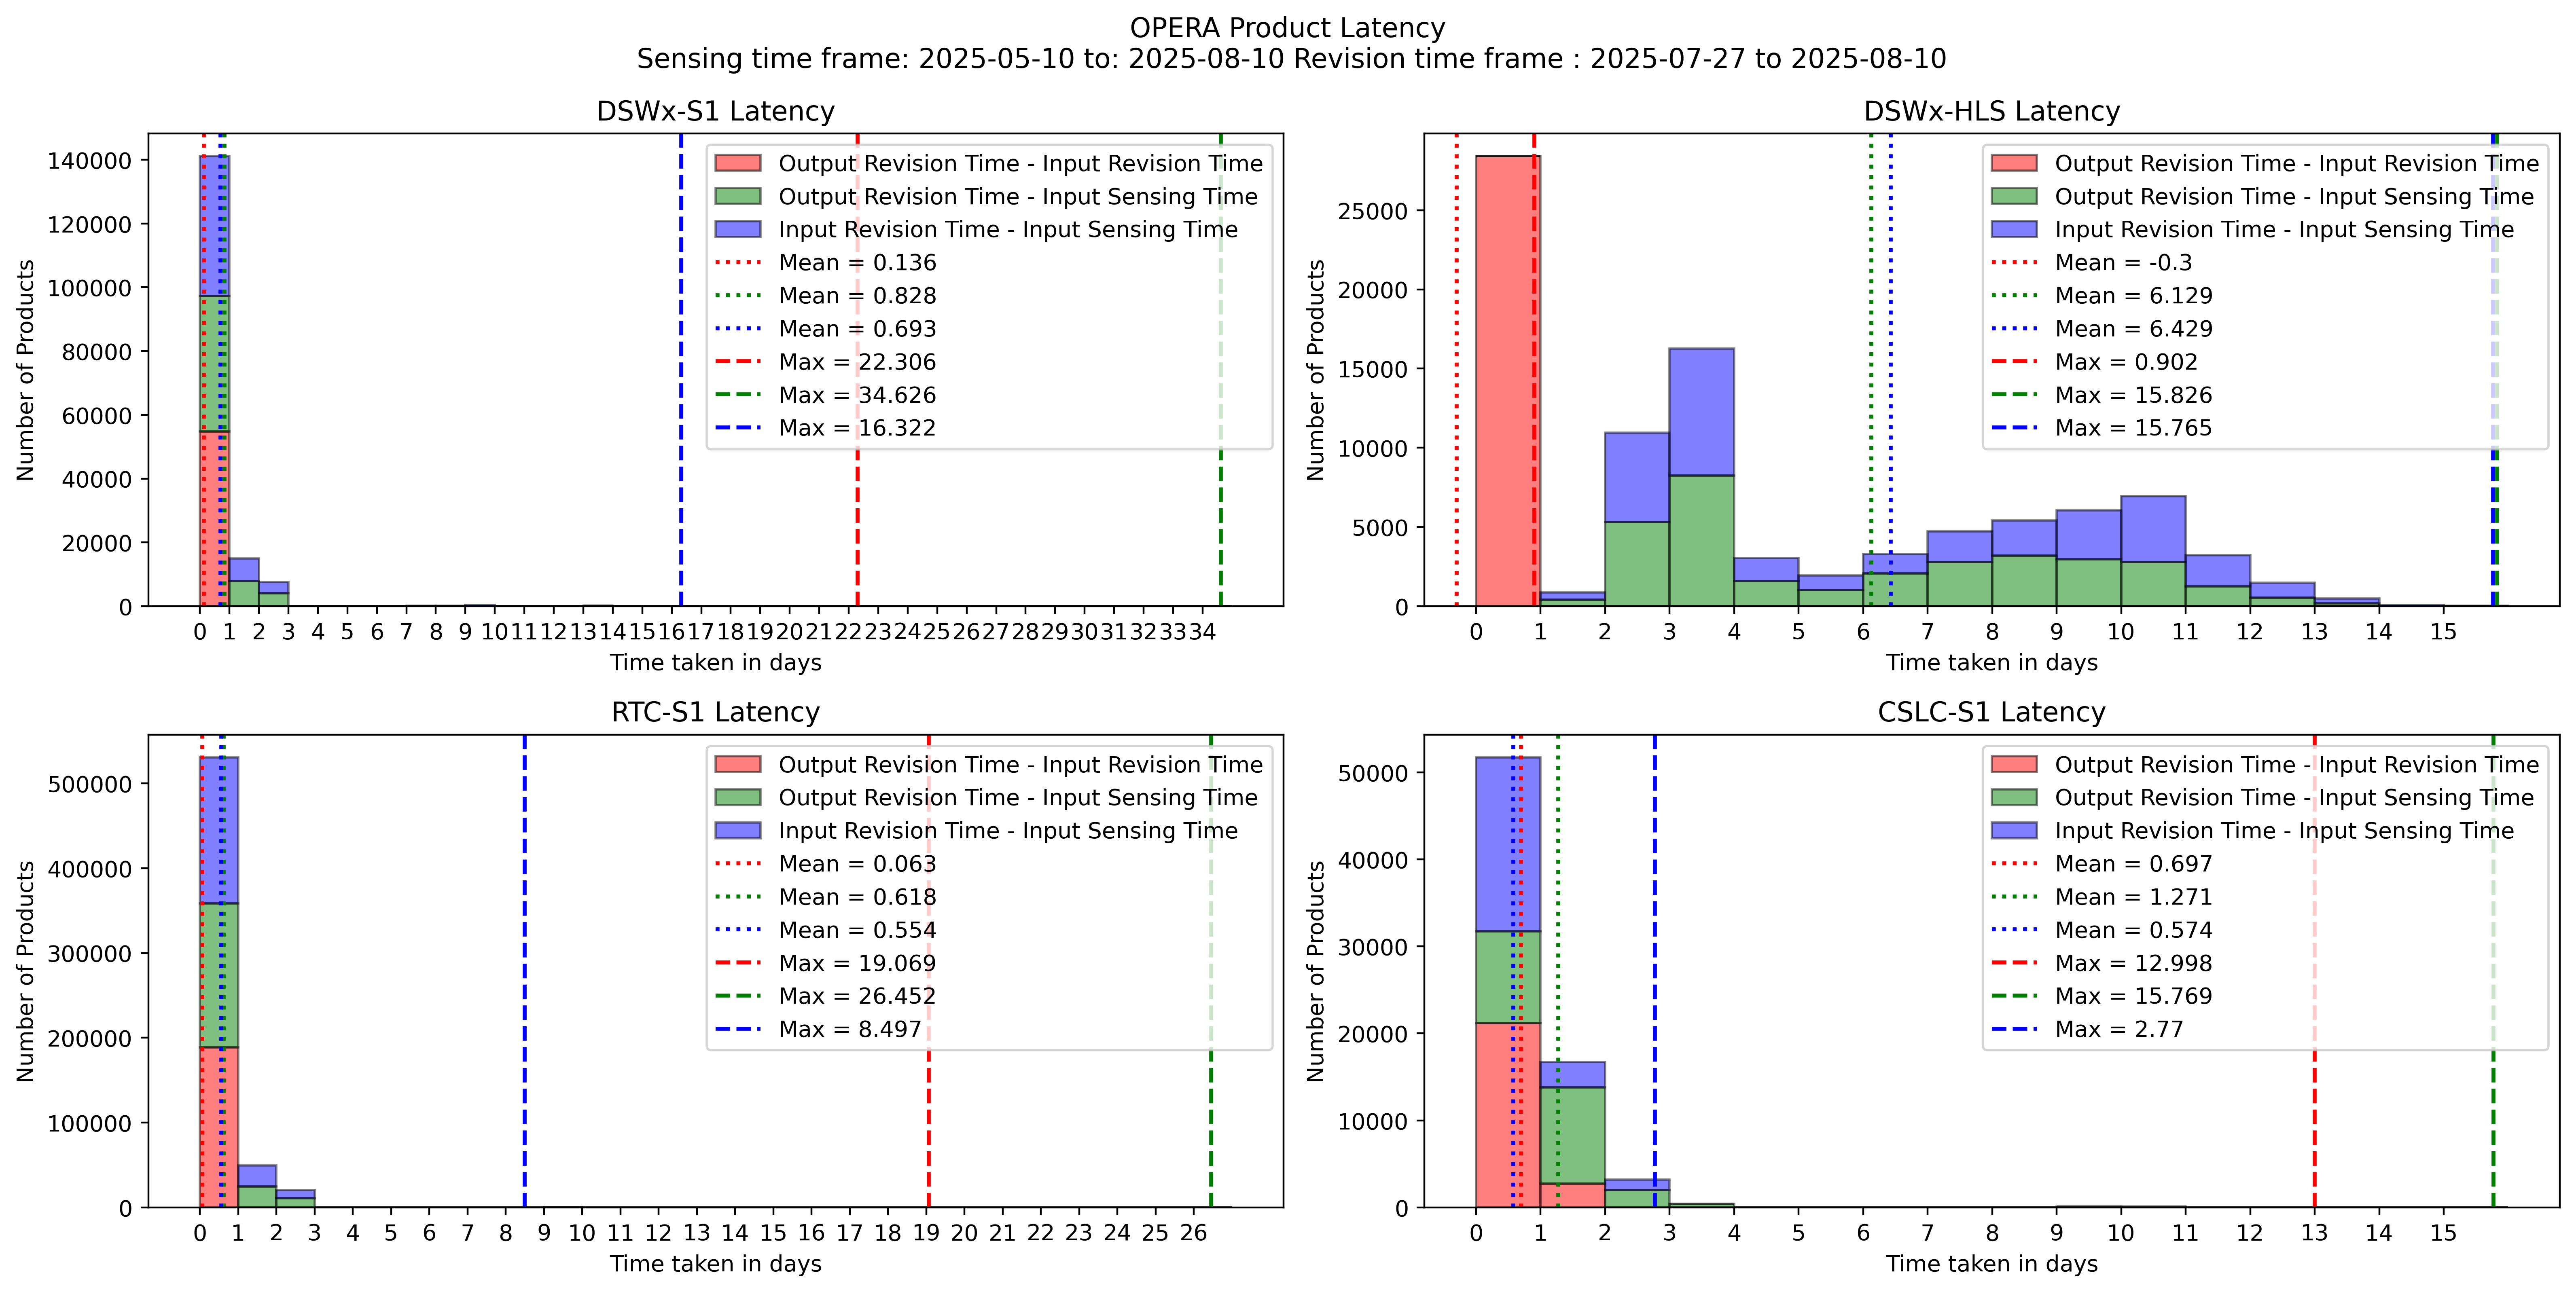 OPERA Product Latency
Sensing time frame: 2025-05-10 to: 2025-08-10 Revision time frame : 2025-07-27 to 2025-08-10
DSWx-S1 Latency
Number of Products
140000
120000
100000
80000
60000
40000
20000
0
Output Revision Time - Input Revision Time
Output Revision Time - Input Sensing Time
Input Revision Time - Input Sensing Time
Mean = 0.136
Mean = 0.828
Mean = 0.693
Max = 22.306
Max = 34.626
Max = 16.322
0 1 2 3 4 5 6 7 8 9 10 11 12 13 14 15 16 17 18 19 20 21 22 23 24 25 26 27 28 29 30 31 32 33 34
Time taken in days
DSWx-HLS Latency
Number of Products
25000
20000
15000
10000
5000
0
Output Revision Time - Input Revision Time
Output Revision Time - Input Sensing Time
Input Revision Time - Input Sensing Time
Mean = -0.3
Mean = 6.129
Mean = 6.429
Max = 0.902
Max = 15.826
Max = 15.765
0 1 2 3 4 5 6 7 8 9 10 11 12 13 14 15
Time taken in days
RTC-S1 Latency
Number of Products
500000
400000
300000
200000
100000
0
Output Revision Time - Input Revision Time
Output Revision Time - Input Sensing Time
Input Revision Time - Input Sensing Time
Mean = 0.063
Mean = 0.618
Mean = 0.554
Max = 19.069
Max = 26.452
Max = 8.497
0 1 2 3 4 5 6 7 8 9 10 11 12 13 14 15 16 17 18 19 20 21 22 23 24 25 26
Time taken in days
CSLC-S1 Latency
Number of Products
50000
40000
30000
20000
10000
0
Output Revision Time - Input Revision Time
Output Revision Time - Input Sensing Time
Input Revision Time - Input Sensing Time
Mean = 0.697
Mean = 1.271
Mean = 0.574
Max = 12.998
Max = 15.769
Max = 2.77
0 1 2 3 4 5 6 7 8 9 10 11 12 13 14 15
Time taken in days